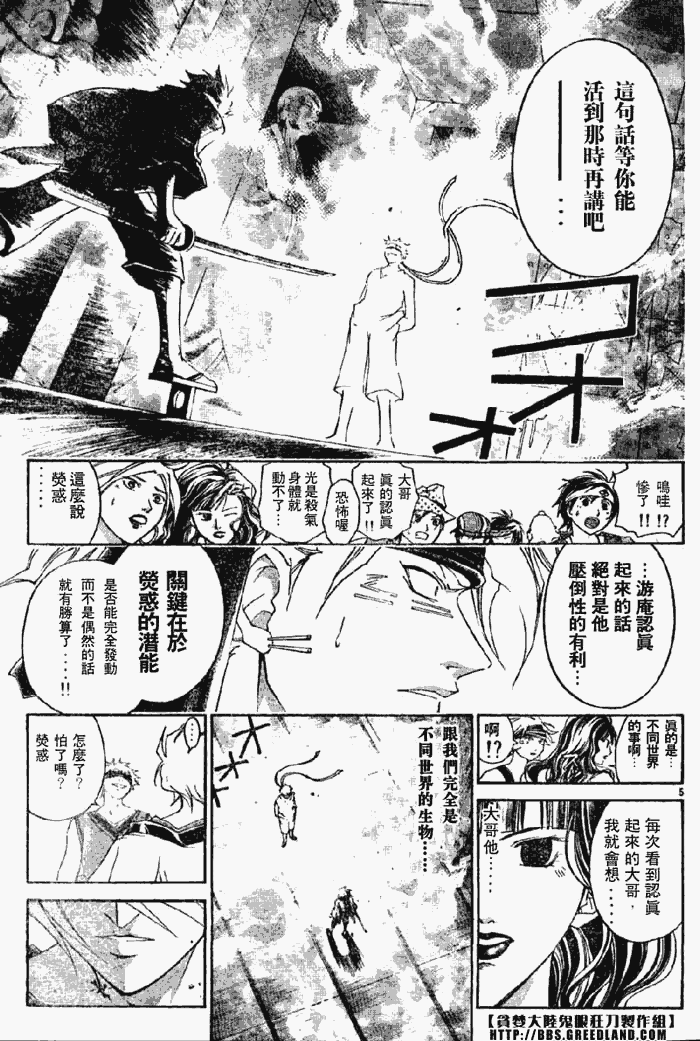 這句話等你能
活到那時再講吧
——...
ゴオオ
嗚哇!?
慘了!!
大哥
真的認真
起來了!!
恐怖喔
光是殺氣
身體就
動不了!
這麼說
熒惑
.....
...游庵認真
起來的話
絕對是他
壓倒性的有利...
關鍵在於
熒惑的潛能
是否能完全發動
而不是偶然的話
就有勝算了....!!
真的是...
不同世界
的事啊...
啊!?
5
每次看到認真
起來的大哥,
我就會想....
大哥他......
跟我們完全是
不同世界的生物......
...
怎麼了?
怕了嗎?
熒惑
【貪婪大陸鬼眼狂刀製作組】
HTTP://BBS.GREEDLAND.COM